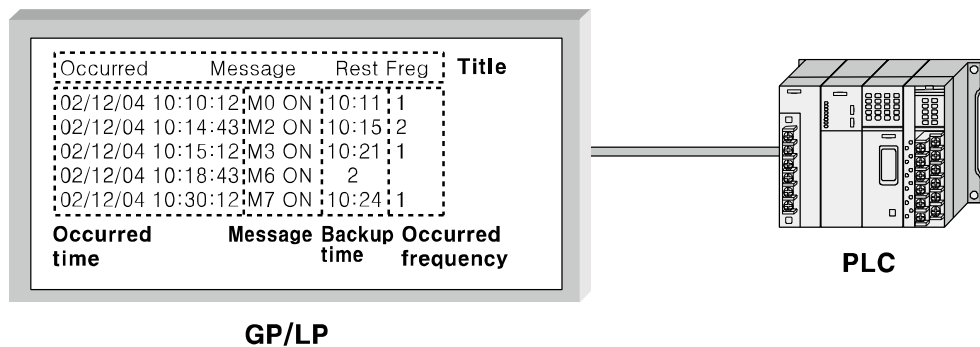 Occurred Message Rest Freq Title
02/12/04 10:10:12 M0 ON 10:11 1
02/12/04 10:14:43 M2 ON 10:15 2
02/12/04 10:15:12 M3 ON 10:21 1
02/12/04 10:18:43 M6 ON 2
02/12/04 10:30:12 M7 ON 10:24 1
Occurred time Message Backup time Occurred frequency
PLC
GP/LP